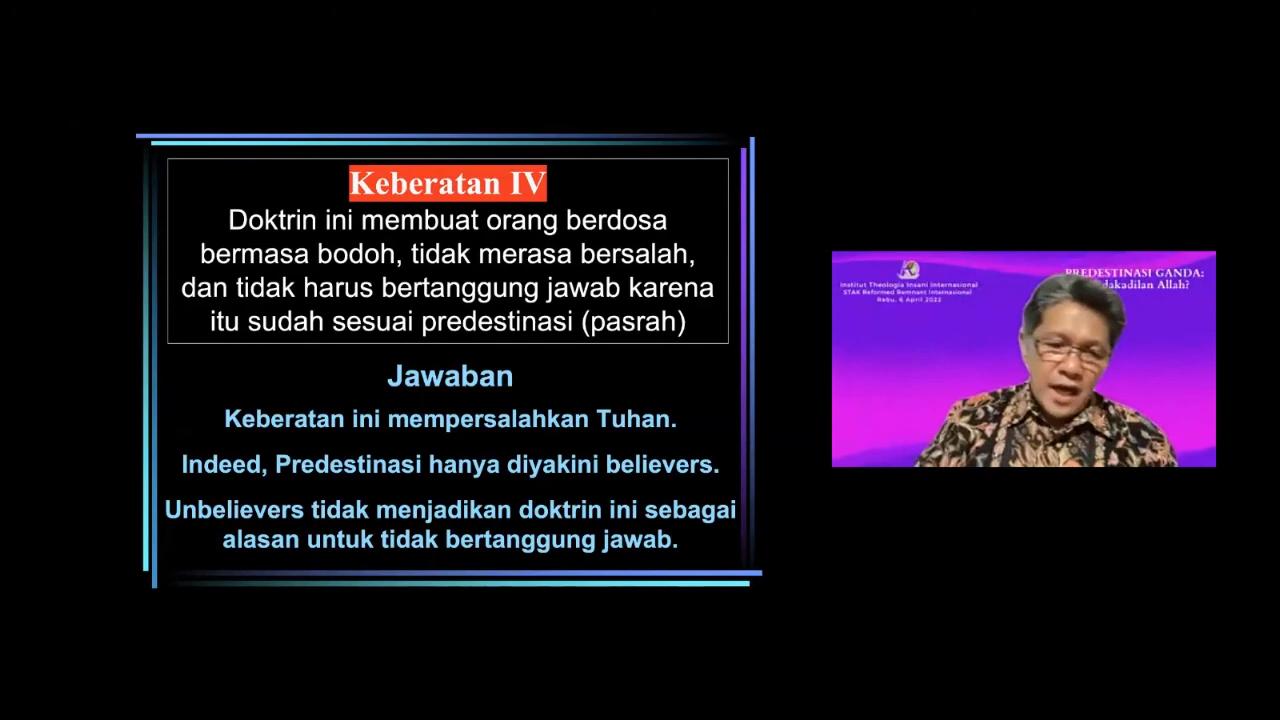 Keberatan IV
Doktrin ini membuat orang berdosa
bermasa bodoh, tidak merasa bersalah,
dan tidak harus bertanggung jawab karena
itu sudah sesuai predestinasi (pasrah)
Jawaban
Keberatan ini mempersalahkan Tuhan.
Indeed, Predestinasi hanya diyakini believers.
Unbelievers tidak menjadikan doktrin ini sebagai
alasan untuk tidak bertanggung jawab.
Institut Theologia Insani Internasional
STAK Reformed Remnant Internasional
Rabu, 6 April 2022
PREDESTINASI GANDA:
Allah?